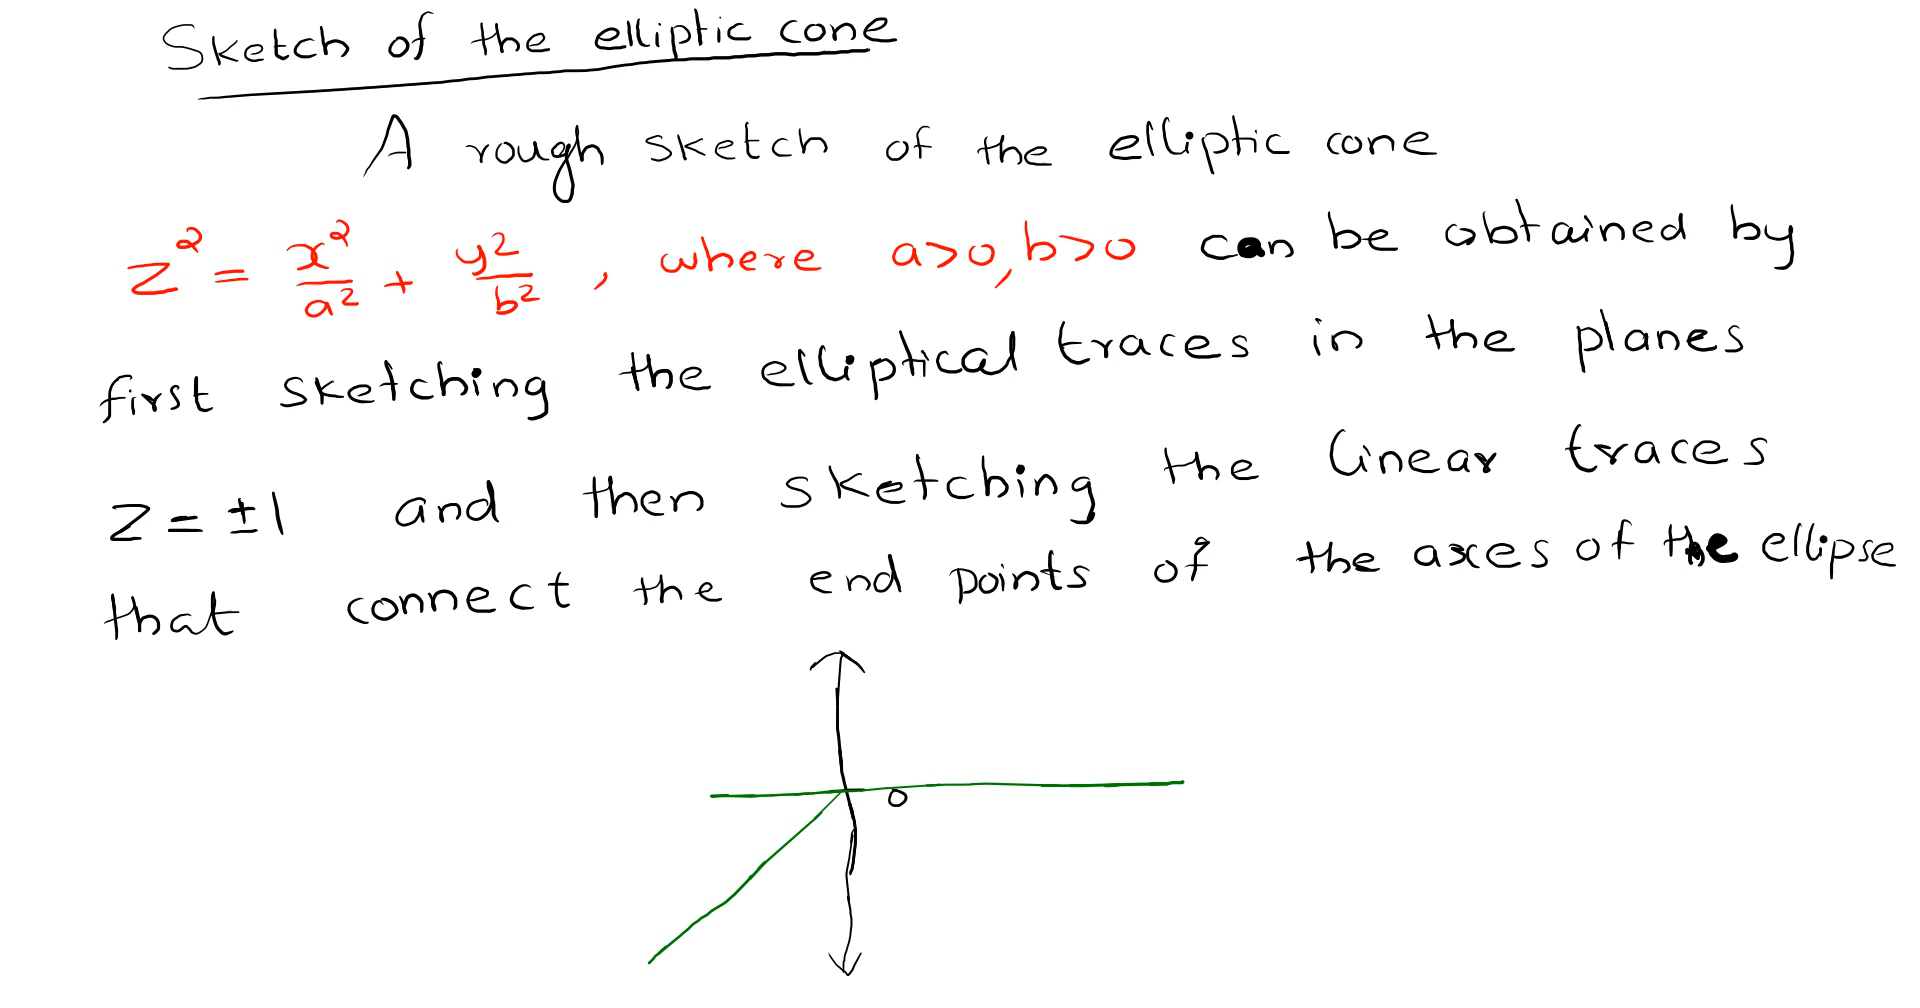 Sketch of the elliptic cone
A rough sketch of the elliptic cone
z² = x²/a² + y²/b² , where a>0, b>0 can be obtained by
first sketching the elliptical traces in the planes
z = ±1 and then sketching the linear traces
that connect the end points of the axes of the ellipse
0